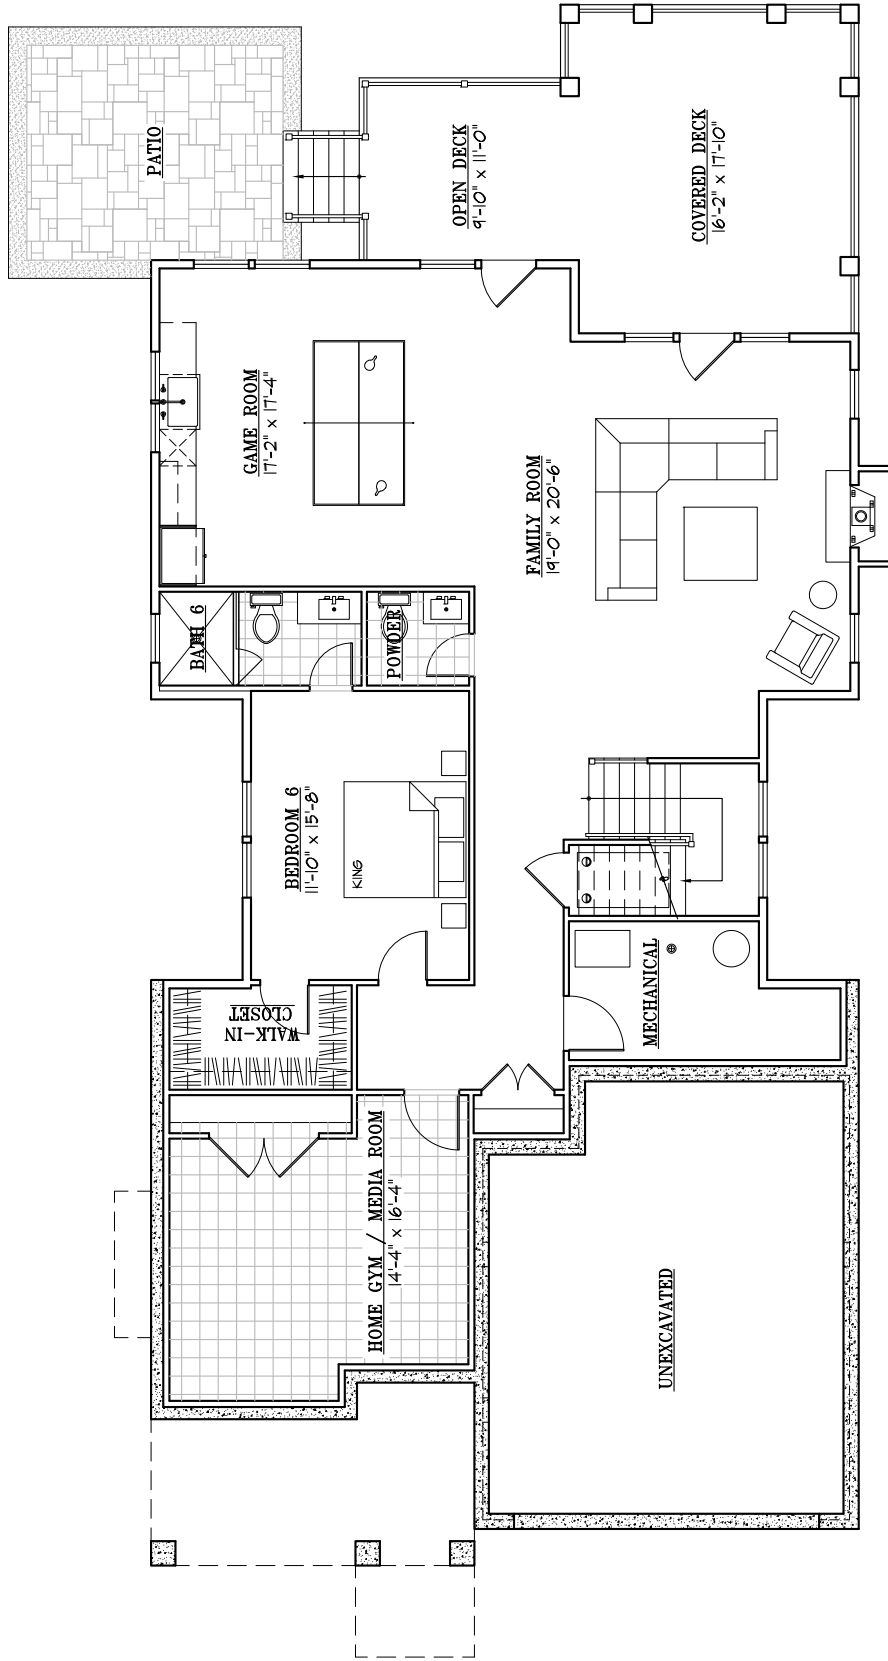 PATIO
OPEN DECK
9'-10" x 11'-0"
COVERED DECK
16'-2" x 17'-10"
GAME ROOM
17'-2" x 17'-4"
FAMILY ROOM
19'-0" x 20'-6"
BATH 6
POWDER
BEDROOM 6
11'-10" x 15'-8"
KING
WALK-IN
CLOSET
MECHANICAL
HOME GYM / MEDIA ROOM
14'-4" x 16'-4"
UNEXCAVATED